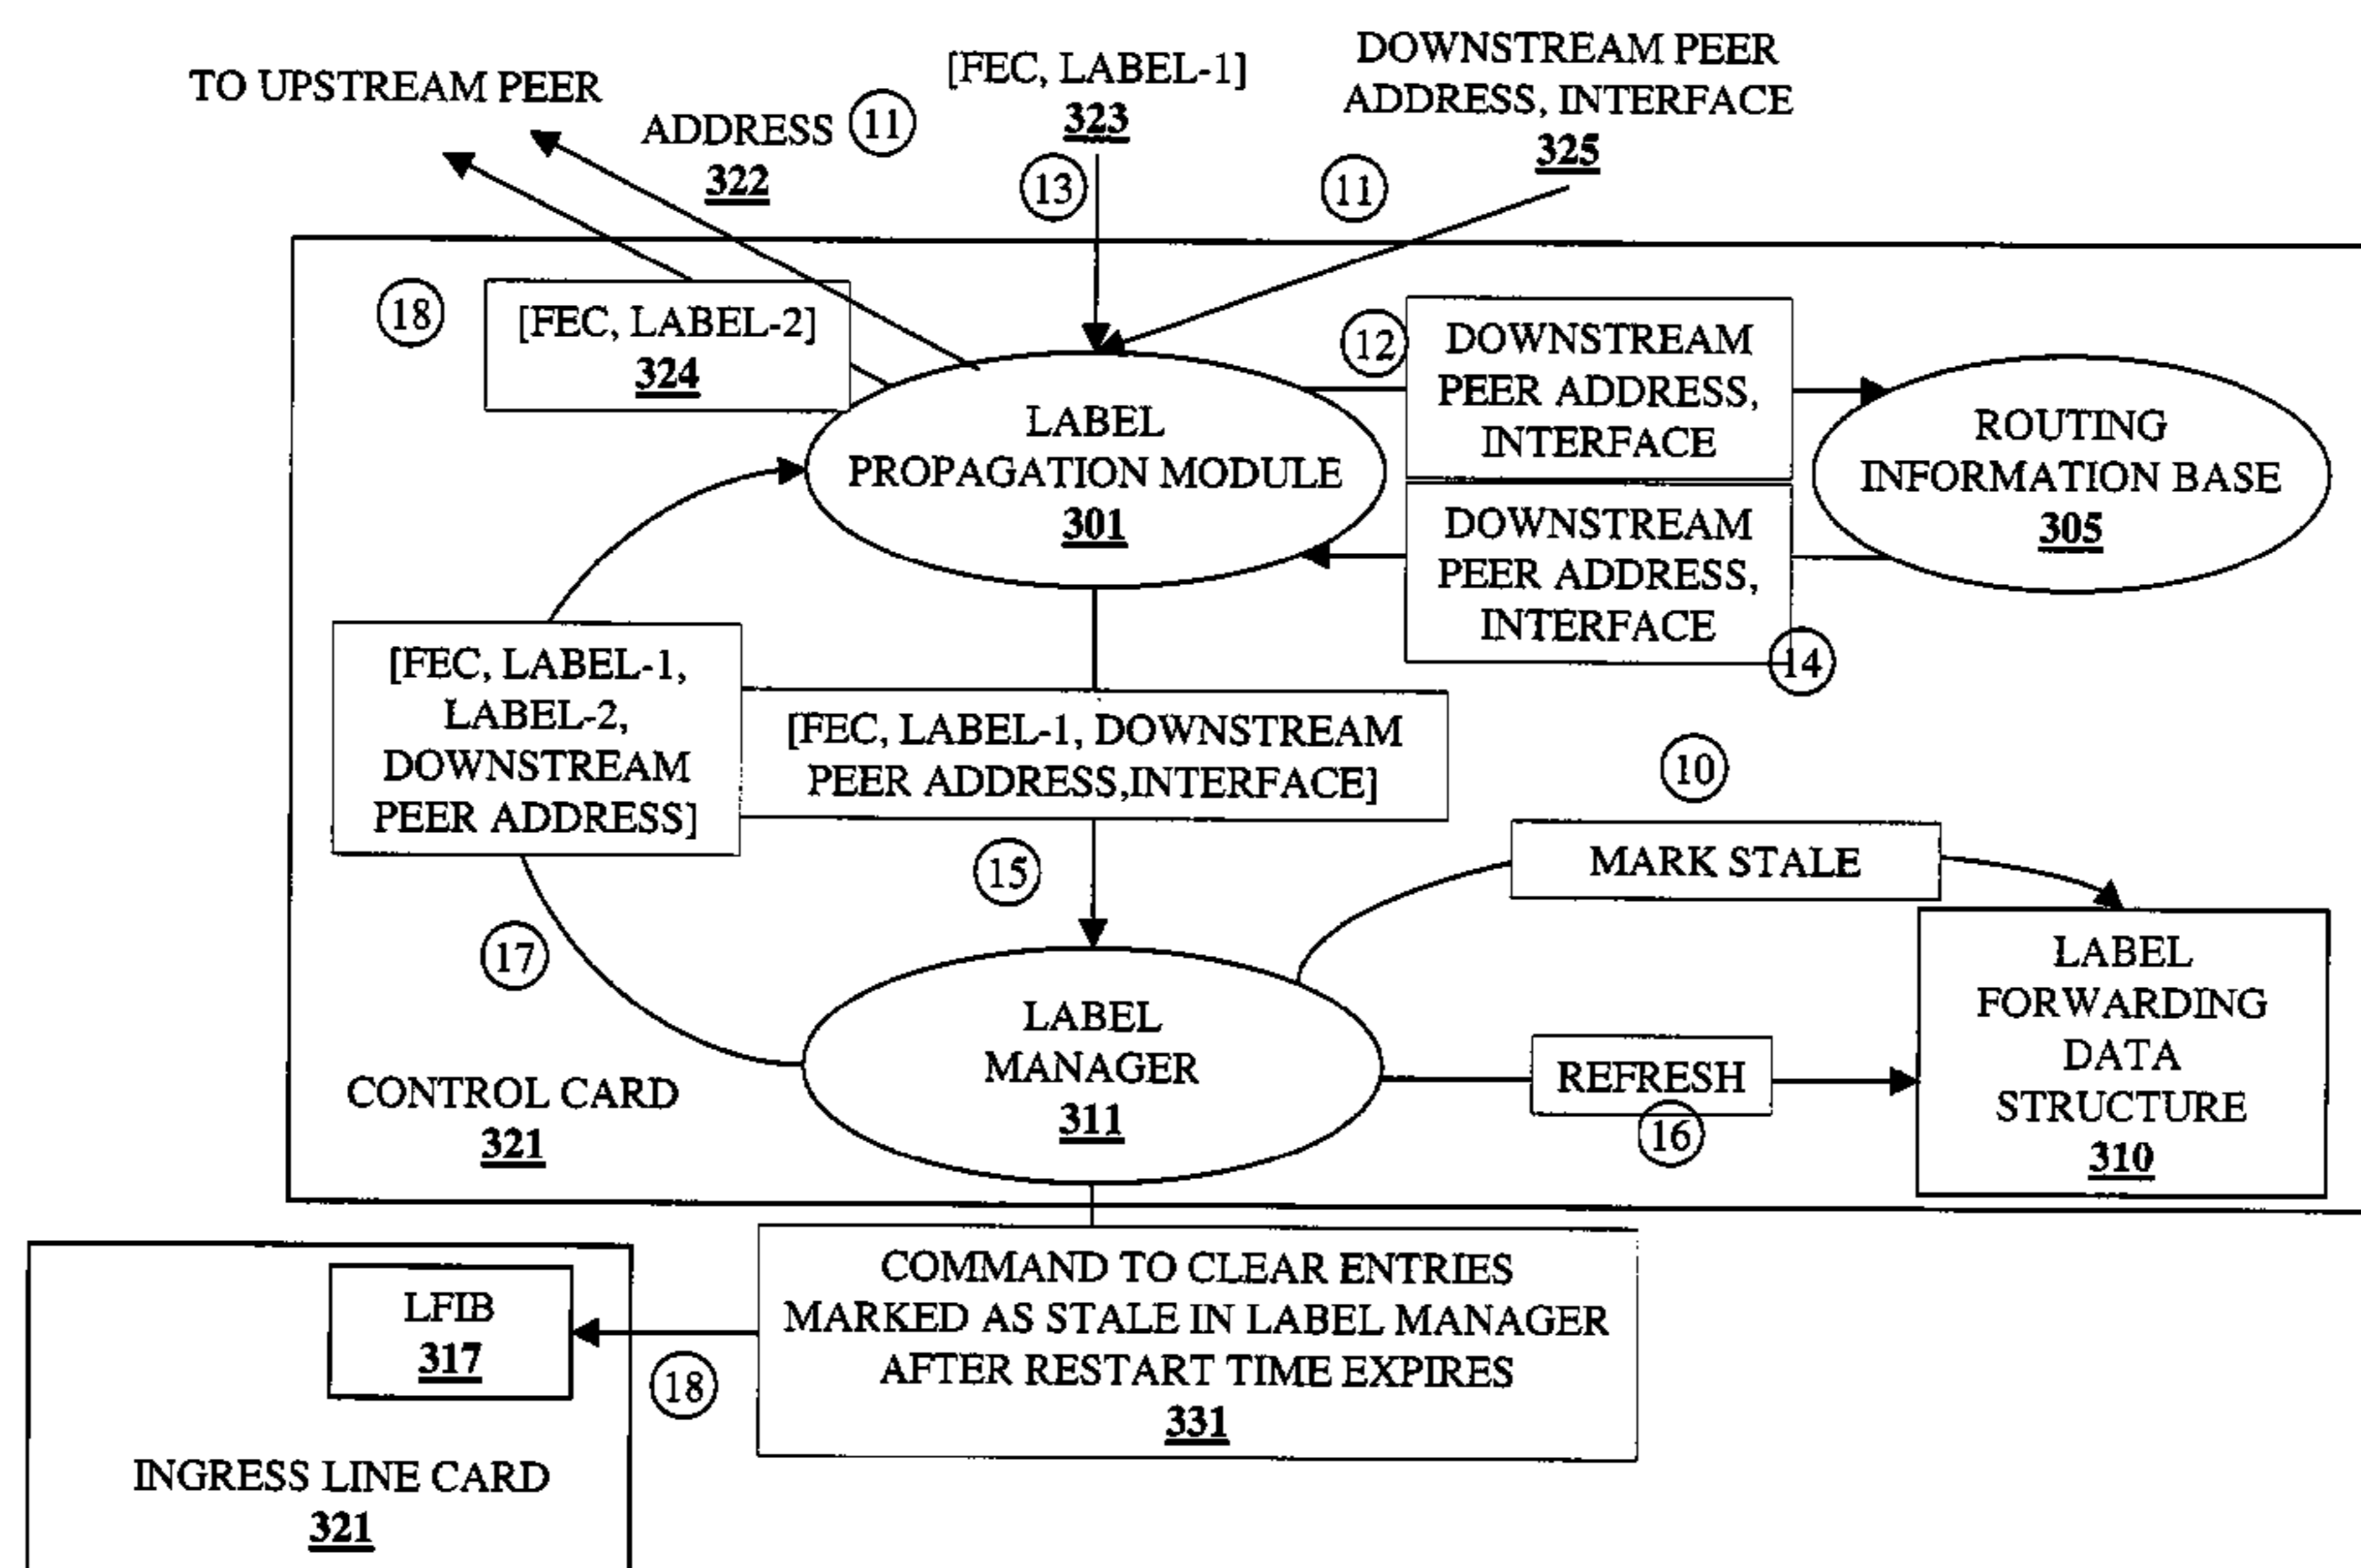 TO UPSTREAM PEER
ADDRESS
322
11
[FEC, LABEL-1]
323
13
DOWNSTREAM PEER
ADDRESS, INTERFACE
325
11
18
[FEC, LABEL-2]
324
12
DOWNSTREAM
PEER ADDRESS,
INTERFACE
LABEL
PROPAGATION MODULE
301
ROUTING
INFORMATION BASE
305
DOWNSTREAM
PEER ADDRESS,
INTERFACE
14
[FEC, LABEL-1,
LABEL-2,
DOWNSTREAM
PEER ADDRESS]
[FEC, LABEL-1, DOWNSTREAM
PEER ADDRESS,INTERFACE]
10
MARK STALE
15
17
LABEL
MANAGER
311
REFRESH
16
LABEL
FORWARDING
DATA
STRUCTURE
310
CONTROL CARD
321
LFIB
317
18
COMMAND TO CLEAR ENTRIES
MARKED AS STALE IN LABEL MANAGER
AFTER RESTART TIME EXPIRES
331
INGRESS LINE CARD
321